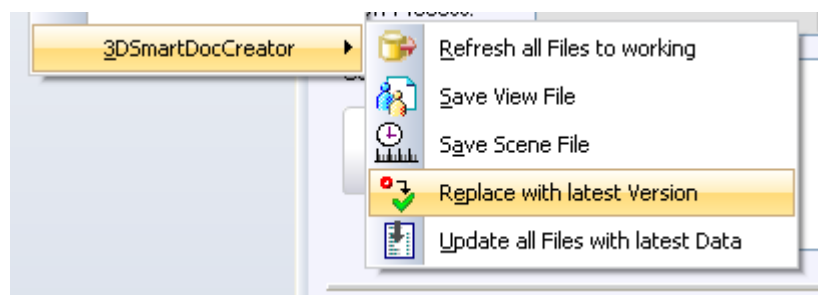 3DSmartDocCreator
Refresh all Files to working
Save View File
Save Scene File
Replace with latest Version
Update all Files with latest Data